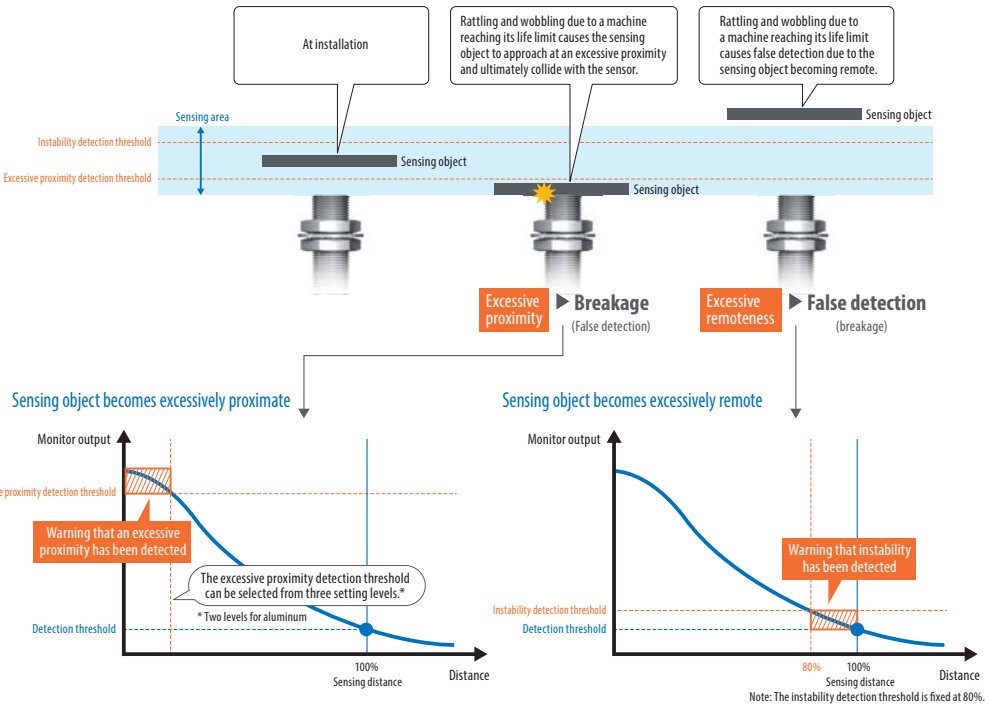 At installation
Rattling and wobbling due to a machine
reaching its life limit causes the sensing
object to approach at an excessive proximity
and ultimately collide with the sensor.
Rattling and wobbling due to
a machine reaching its life limit
causes false detection due to the
sensing object becoming remote.
Sensing area
Sensing object
Instability detection threshold
Sensing object
Excessive proximity detection threshold
Sensing object
Excessive
proximity
Breakage
(False detection)
Excessive
remoteness
False detection
(breakage)
Sensing object becomes excessively proximate
Monitor output
e proximity detection threshold
Warning that an excessive
proximity has been detected
The excessive proximity detection threshold
can be selected from three setting levels.*
* Two levels for aluminum
Detection threshold
100%
Sensing distance
Distance
Sensing object becomes excessively remote
Monitor output
Warning that instability
has been detected
Instability detection threshold
Detection threshold
80%
100%
Sensing distance
Distance
Note: The instability detection threshold is fixed at 80%.